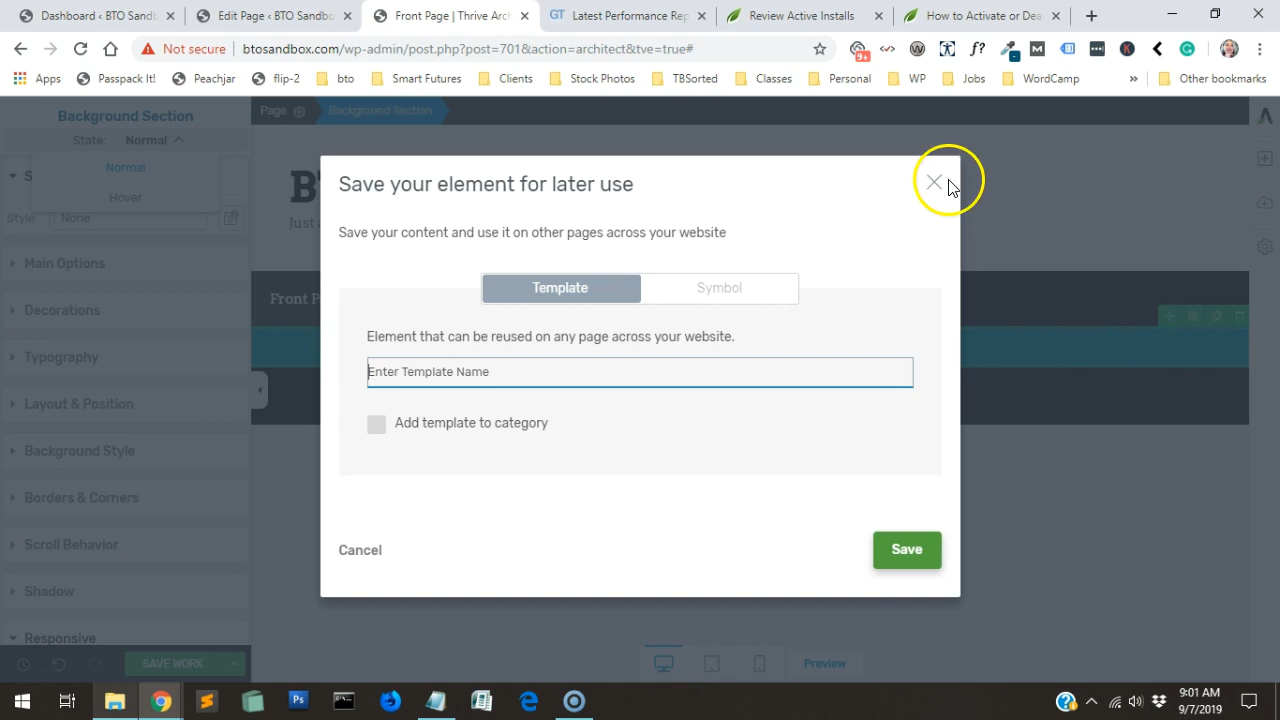 Dashboard ‹ BTO Sandb
Edit Page ‹ BTO Sandbox
Front Page | Thrive Arch
GT Latest Performance Rep
Review Active Installs
How to Activate or Dea
Not secure | btosandbox.com/wp-admin/post.php?post=701&action=architect&tve=true#
9+
Apps Passpack It! Peachjar flip-2 bto Smart Futures Clients Stock Photos TBSorted Classes Personal WP Jobs WordCamp » Other bookmarks
Background Section
Page Background Section
State: Normal
Normal
Hover
Style: None
Main Options
Decorations
Typography
Layout & Position
Background Style
Borders & Corners
Scroll Behavior
Shadow
Responsive
SAVE WORK
Just a
Front P
Save your element for later use
Save your content and use it on other pages across your website
Template Symbol
Element that can be reused on any page across your website.
Enter Template Name
Add template to category
Cancel Save
Preview
9:01 AM
9/7/2019